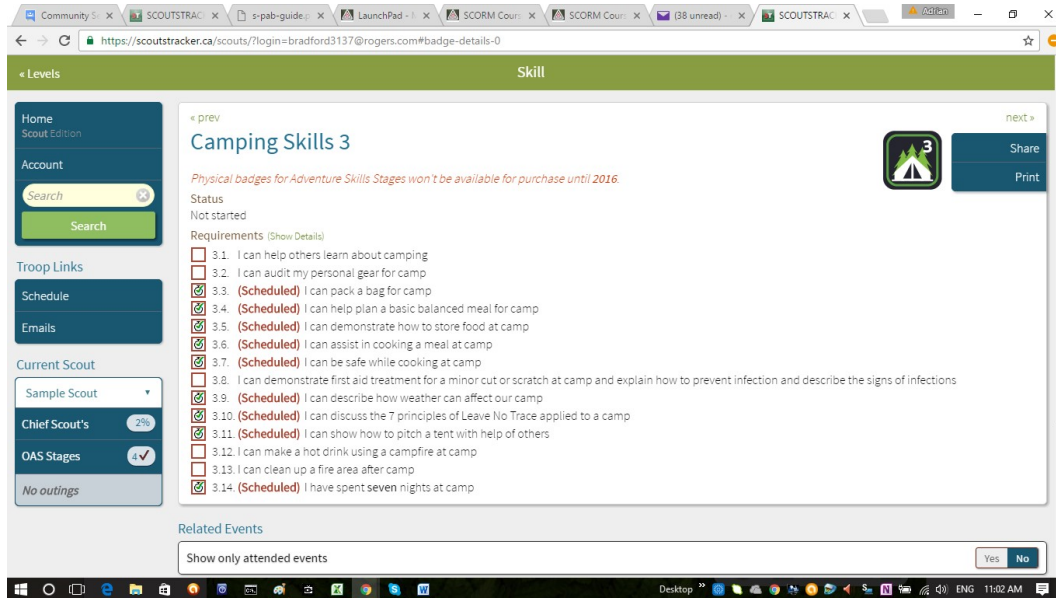 Community S
SCOUTSTRAC
s-pab-guide.p
LaunchPad -
SCORM Cours
SCORM Cours
(38 unread) -
SCOUTSTRAC
Adrian
https://scoutstracker.ca/scouts/?login=bradford3137@rogers.com#badge-details-0
« Levels
Skill
Home
Scout Edition
Account
Search
Search
Troop Links
Schedule
Emails
Current Scout
Sample Scout
Chief Scout's 2%
OAS Stages 4
No outings
« prev
next »
Camping Skills 3
3
Share
Print
Physical badges for Adventure Skills Stages won't be available for purchase until 2016.
Status
Not started
Requirements (Show Details)
3.1. I can help others learn about camping
3.2. I can audit my personal gear for camp
3.3. (Scheduled) I can pack a bag for camp
3.4. (Scheduled) I can help plan a basic balanced meal for camp
3.5. (Scheduled) I can demonstrate how to store food at camp
3.6. (Scheduled) I can assist in cooking a meal at camp
3.7. (Scheduled) I can be safe while cooking at camp
3.8. I can demonstrate first aid treatment for a minor cut or scratch at camp and explain how to prevent infection and describe the signs of infections
3.9. (Scheduled) I can describe how weather can affect our camp
3.10. (Scheduled) I can discuss the 7 principles of Leave No Trace applied to a camp
3.11. (Scheduled) I can show how to pitch a tent with help of others
3.12. I can make a hot drink using a campfire at camp
3.13. I can clean up a fire area after camp
3.14. (Scheduled) I have spent seven nights at camp
Related Events
Show only attended events
Yes No
Desktop
ENG 11:02 AM